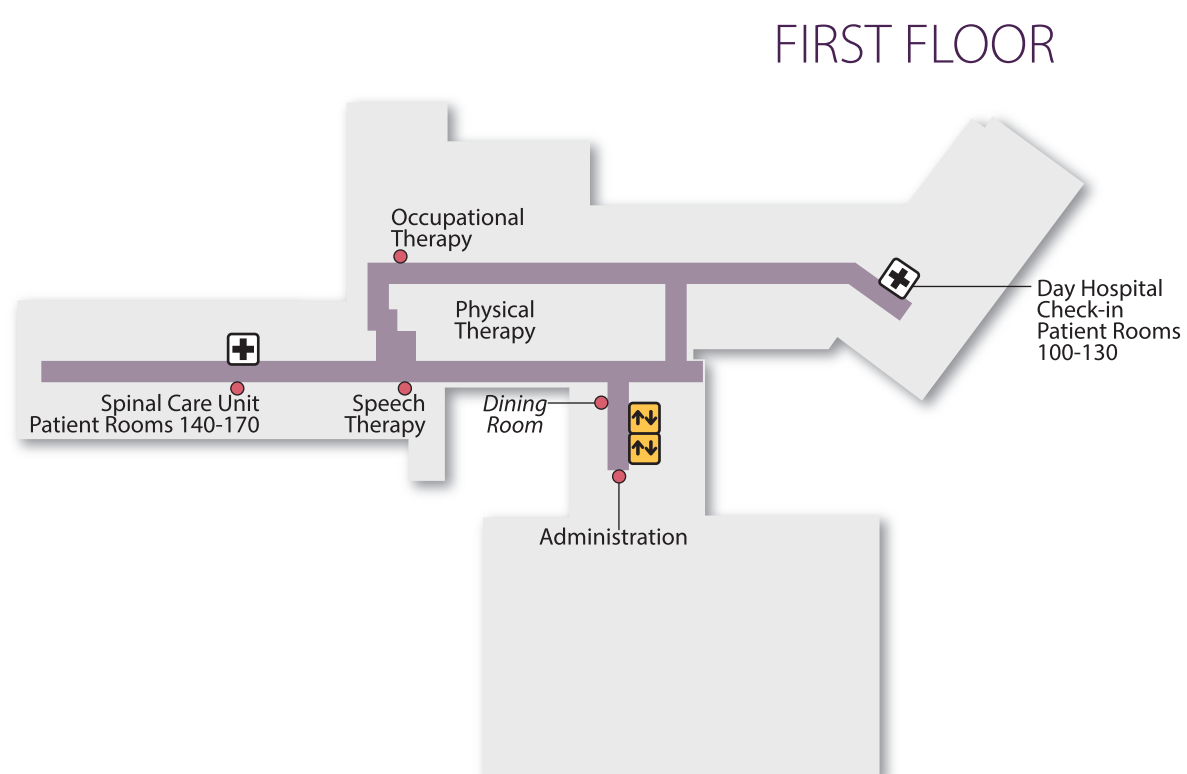 FIRST FLOOR
Occupational
Therapy
Physical
Therapy
Day Hospital
Check-in
Patient Rooms
100-130
Spinal Care Unit
Patient Rooms 140-170
Speech
Therapy
Dining
Room
Administration